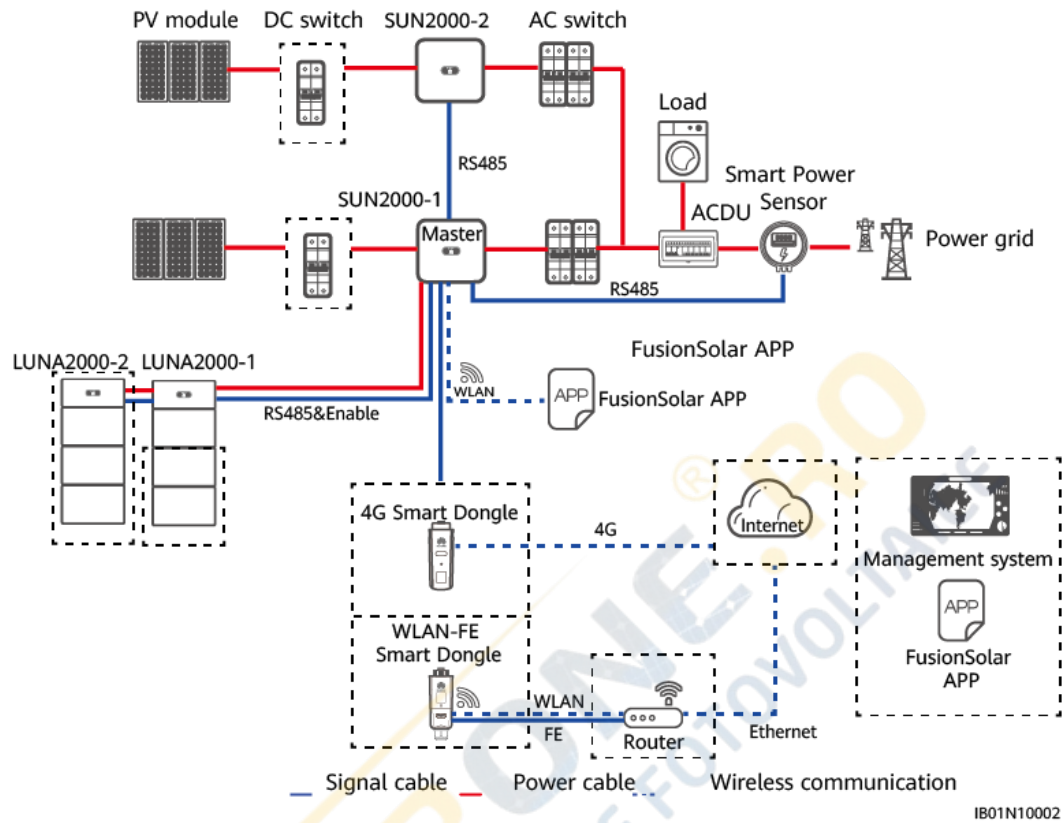 PV module
DC switch
SUN2000-2
AC switch
RS485
Load
SUN2000-1
Master
ACDU
Smart Power
Sensor
Power grid
RS485
LUNA2000-2
LUNA2000-1
RS485&Enable
WLAN
APP
FusionSolar APP
FusionSolar APP
4G Smart Dongle
4G
Internet
Management system
APP
FusionSolar
APP
WLAN-FE
Smart Dongle
WLAN
FE
Router
Ethernet
Signal cable
Power cable
Wireless communication
IB01N10002
ONE.RO
®
FOTOVOLTAICE